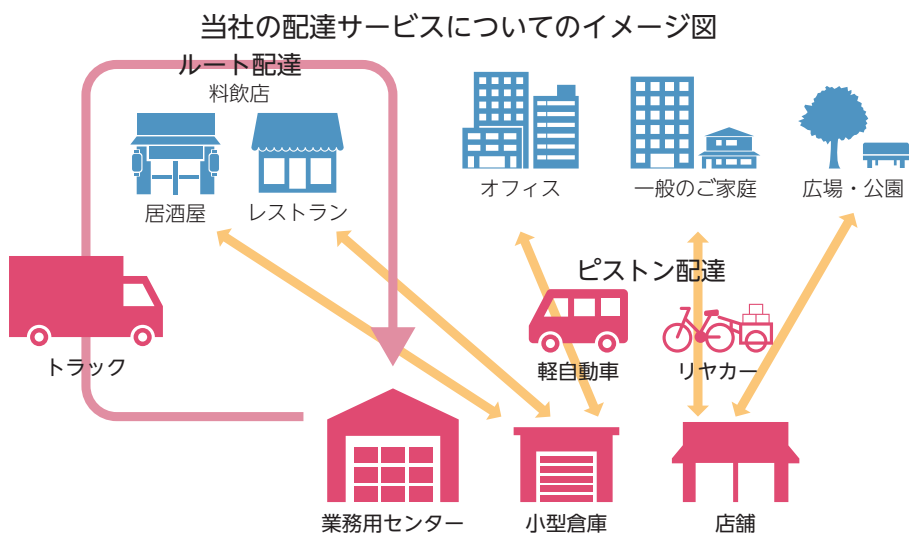 当社の配達サービスについてのイメージ図
ルート配達
料飲店
居酒屋
レストラン
オフィス
一般のご家庭
広場・公園
ピストン配達
トラック
軽自動車
リヤカー
業務用センター
小型倉庫
店舗